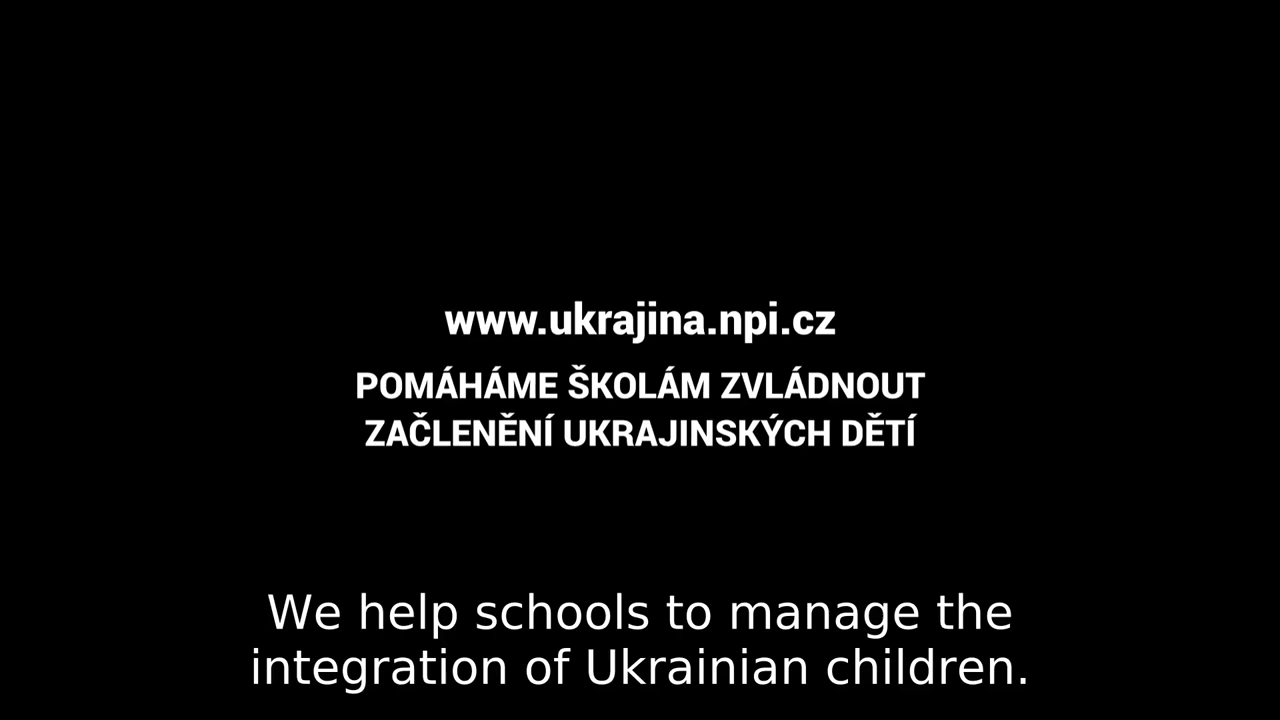 www.ukrajina.npi.cz
POMÁHÁME ŠKOLÁM ZVLÁDNOUT
ZAČLENĚNÍ UKRAJINSKÝCH DĚTÍ
We help schools to manage the
integration of Ukrainian children.